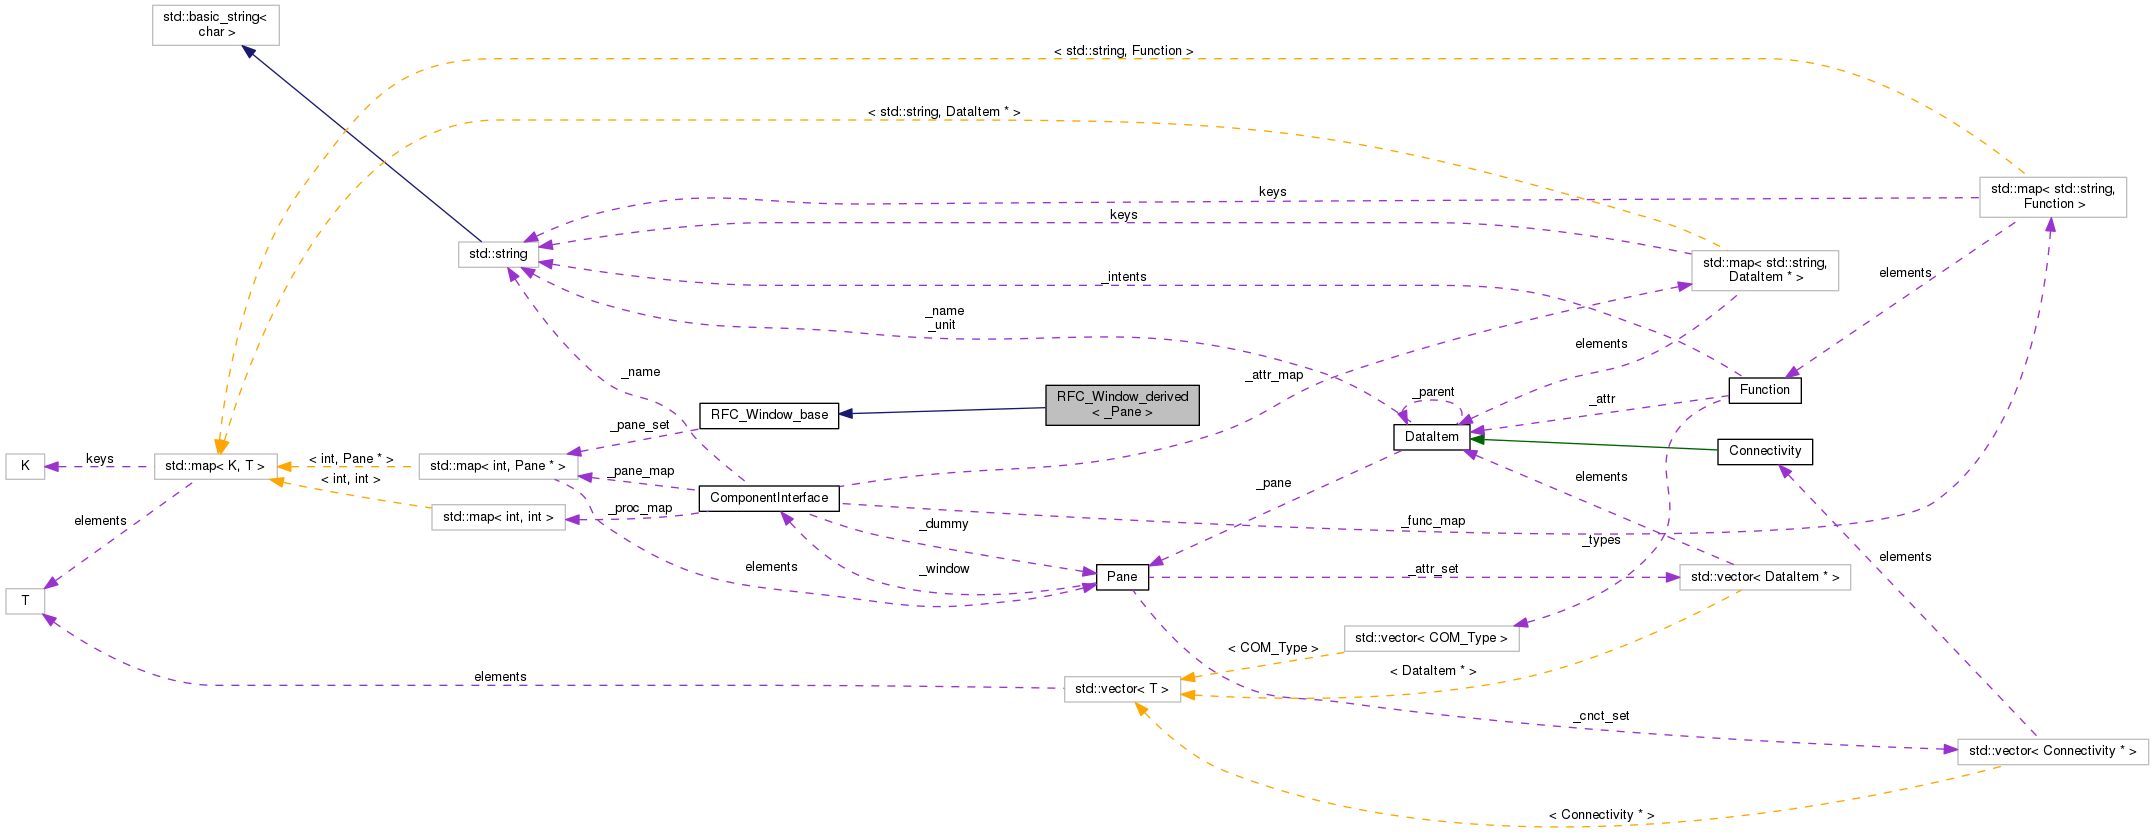 std::basic_string<
char >
< std::string, Function >
< std::string, DataItem * >
std::map< std::string,
Function >
keys
keys
std::string
std::map< std::string,
DataItem * >
elements
_intents
_name
_unit
elements
_name
_attr_map
_parent
Function
_attr
RFC_Window_derived
< _Pane >
RFC_Window_base
_pane_set
DataItem
Connectivity
K
keys
std::map< K, T >
< int, Pane * >
< int, int >
std::map< int, Pane * >
_pane_map
_pane
elements
ComponentInterface
_proc_map
std::map< int, int >
elements
_dummy
_func_map
_types
elements
_window
elements
Pane
_attr_set
std::vector< DataItem * >
T
std::vector< COM_Type >
< COM_Type >
< DataItem * >
elements
std::vector< T >
_cnct_set
std::vector< Connectivity * >
< Connectivity * >